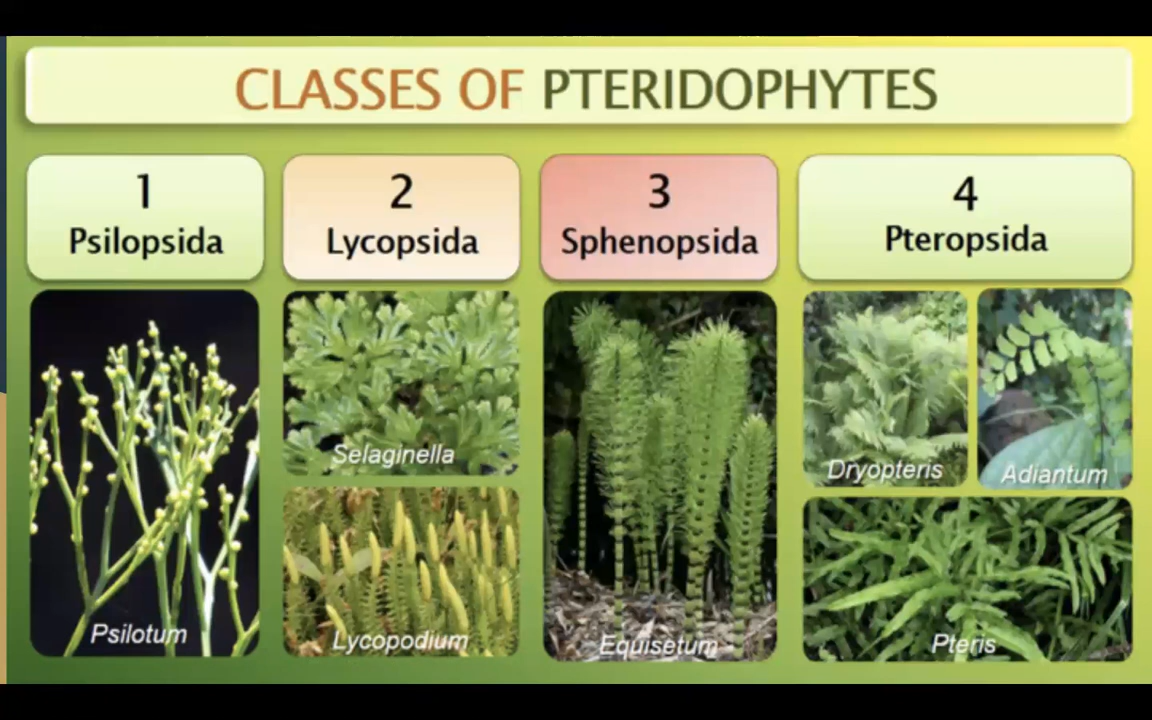 CLASSES OF PTERIDOPHYTES
1
Psilopsida
2
Lycopsida
3
Sphenopsida
4
Pteropsida
Psilotum
Selaginella
Lycopodium
Equisetum
Dryopteris
Adiantum
Pteris